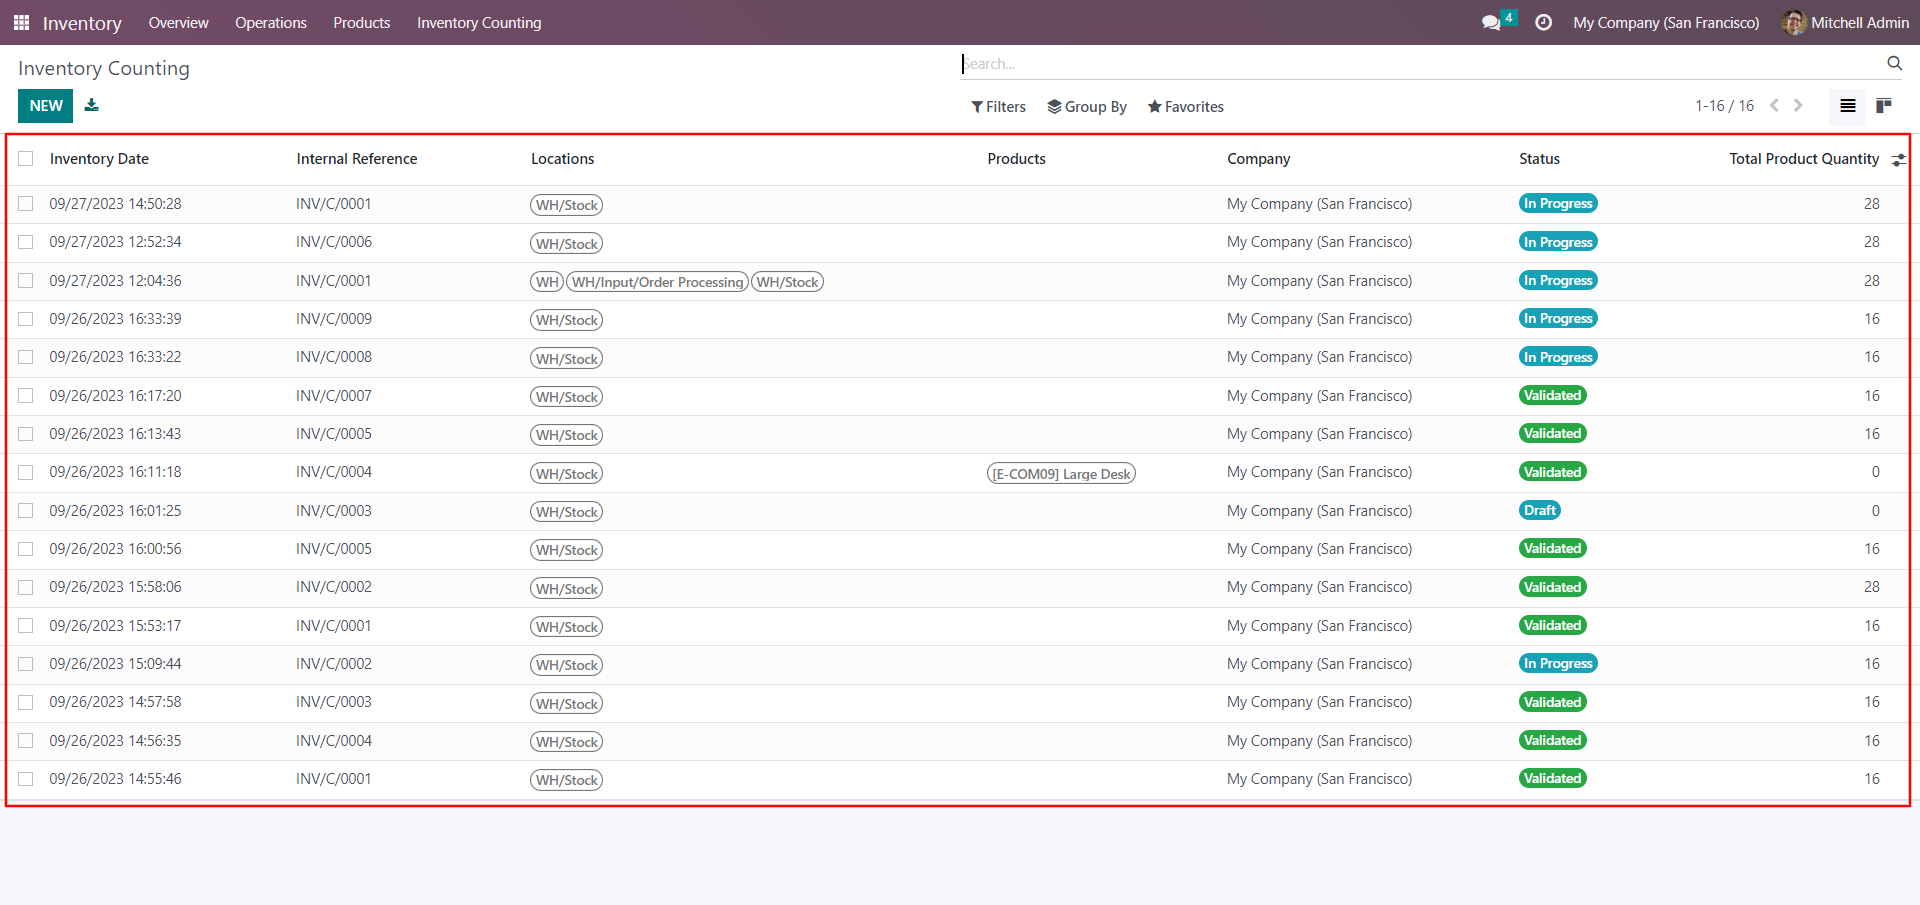 Inventory Overview Operations Products Inventory Counting 4 My Company (San Francisco) Mitchell Admin
Inventory Counting Search...
NEW Filters Group By Favorites 1-16 / 16
Inventory Date Internal Reference Locations Products Company Status Total Product Quantity
09/27/2023 14:50:28 INV/C/0001 WH/Stock My Company (San Francisco) In Progress 28
09/27/2023 12:52:34 INV/C/0006 WH/Stock My Company (San Francisco) In Progress 28
09/27/2023 12:04:36 INV/C/0001 WH WH/Input/Order Processing WH/Stock My Company (San Francisco) In Progress 28
09/26/2023 16:33:39 INV/C/0009 WH/Stock My Company (San Francisco) In Progress 16
09/26/2023 16:33:22 INV/C/0008 WH/Stock My Company (San Francisco) In Progress 16
09/26/2023 16:17:20 INV/C/0007 WH/Stock My Company (San Francisco) Validated 16
09/26/2023 16:13:43 INV/C/0005 WH/Stock My Company (San Francisco) Validated 16
09/26/2023 16:11:18 INV/C/0004 WH/Stock [E-COM09] Large Desk My Company (San Francisco) Validated 0
09/26/2023 16:01:25 INV/C/0003 WH/Stock My Company (San Francisco) Draft 0
09/26/2023 16:00:56 INV/C/0005 WH/Stock My Company (San Francisco) Validated 16
09/26/2023 15:58:06 INV/C/0002 WH/Stock My Company (San Francisco) Validated 28
09/26/2023 15:53:17 INV/C/0001 WH/Stock My Company (San Francisco) Validated 16
09/26/2023 15:09:44 INV/C/0002 WH/Stock My Company (San Francisco) In Progress 16
09/26/2023 14:57:58 INV/C/0003 WH/Stock My Company (San Francisco) Validated 16
09/26/2023 14:56:35 INV/C/0004 WH/Stock My Company (San Francisco) Validated 16
09/26/2023 14:55:46 INV/C/0001 WH/Stock My Company (San Francisco) Validated 16